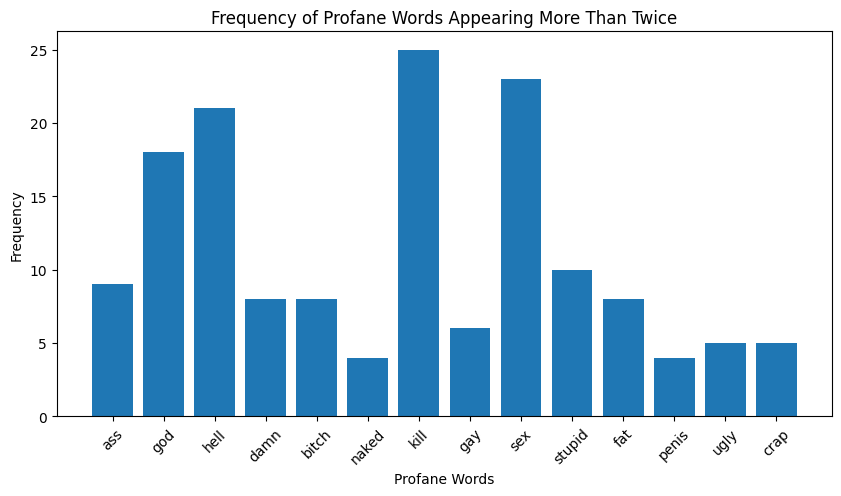 Frequency of Profane Words Appearing More Than Twice
25
20
15
10
5
0
Frequency
ass
god
hell
damn
bitch
naked
kill
gay
sex
stupid
fat
penis
ugly
crap
Profane Words